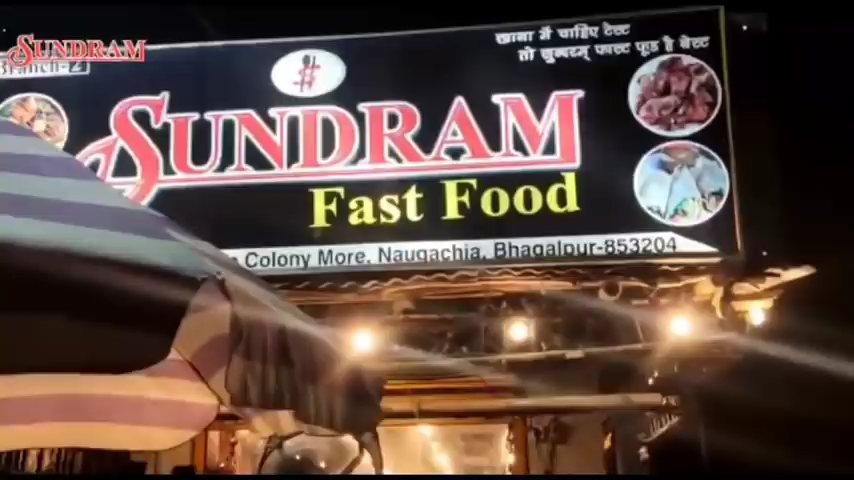 SUNDRAM
Branch-2
खाना में चाहिए टेस्ट
तो सुन्दरम् फास्ट फूड है बेस्ट
SUNDRAM
Fast Food
Colony More, Naugachia, Bhagalpur-853204